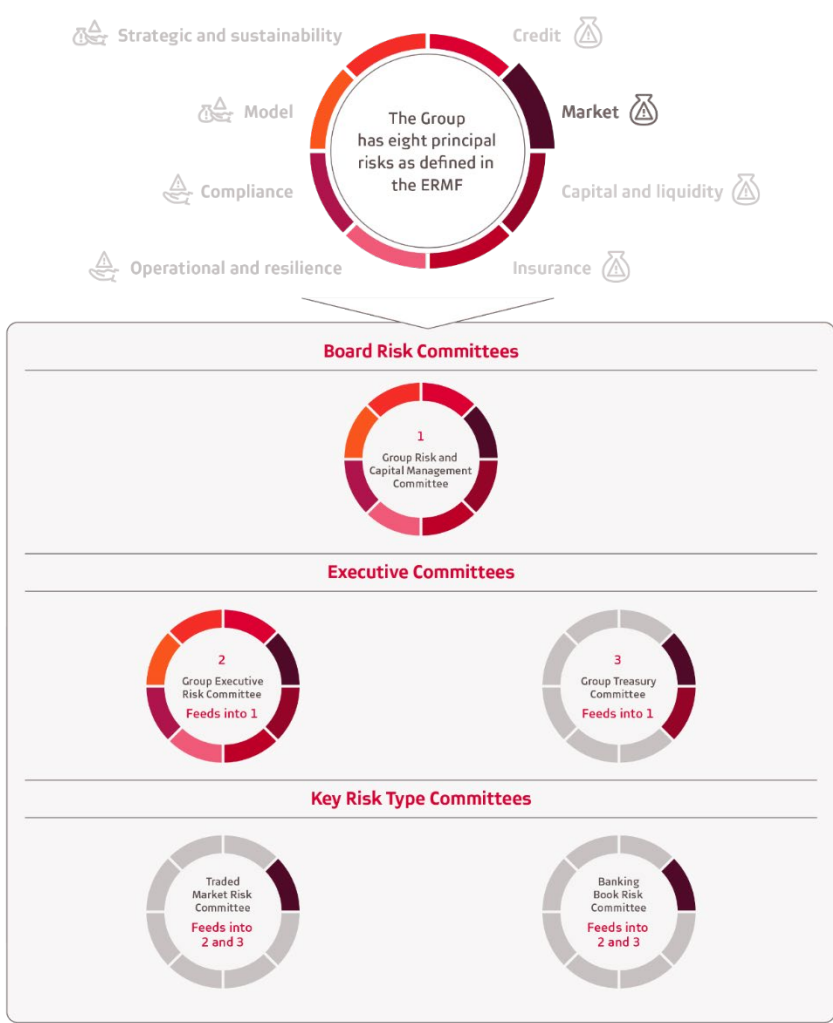 Strategic and sustainability
Credit
Model
Market
The Group
has eight principal
risks as defined in
the ERMF
Compliance
Capital and liquidity
Operational and resilience
Insurance
Board Risk Committees
1
Group Risk and
Capital Management
Committee
Executive Committees
2
Group Executive
Risk Committee
Feeds into 1
3
Group Treasury
Committee
Feeds into 1
Key Risk Type Committees
Traded
Market Risk
Committee
Feeds into
2 and 3
Banking
Book Risk
Committee
Feeds into
2 and 3